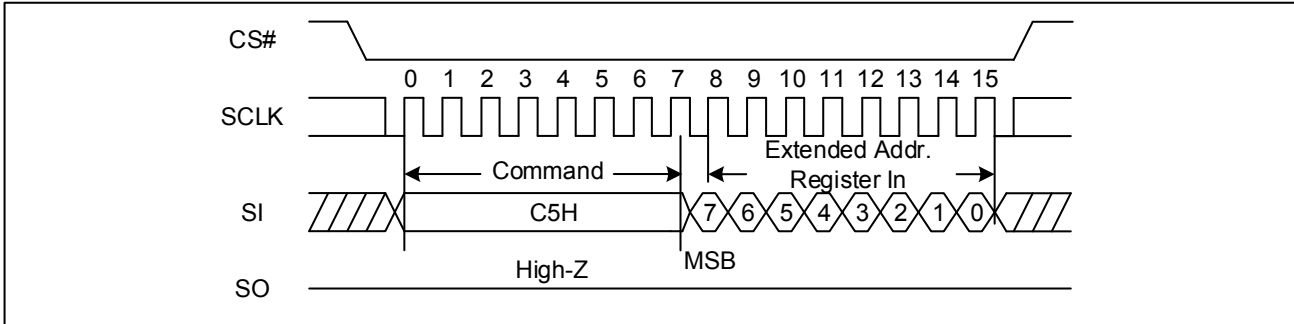 CS#
0 1 2 3 4 5 6 7 8 9 10 11 12 13 14 15
SCLK
Command
Extended Addr.
Register In
SI
C5H
7 6 5 4 3 2 1 0
MSB
High-Z
SO